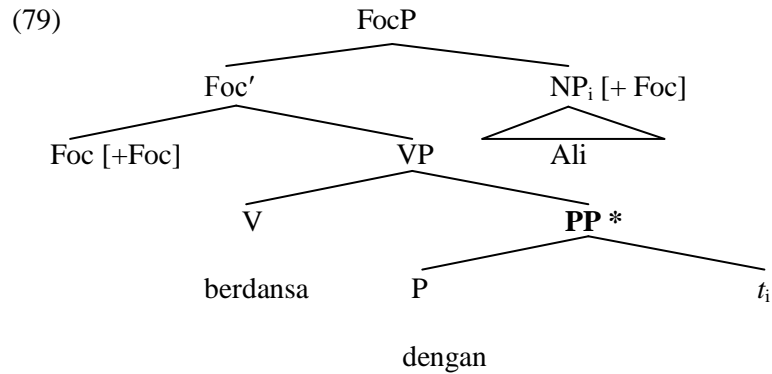 (79) FocP
Foc′ NPi [+ Foc]
Foc [+Foc] VP Ali
V PP *
berdansa P ti
dengan